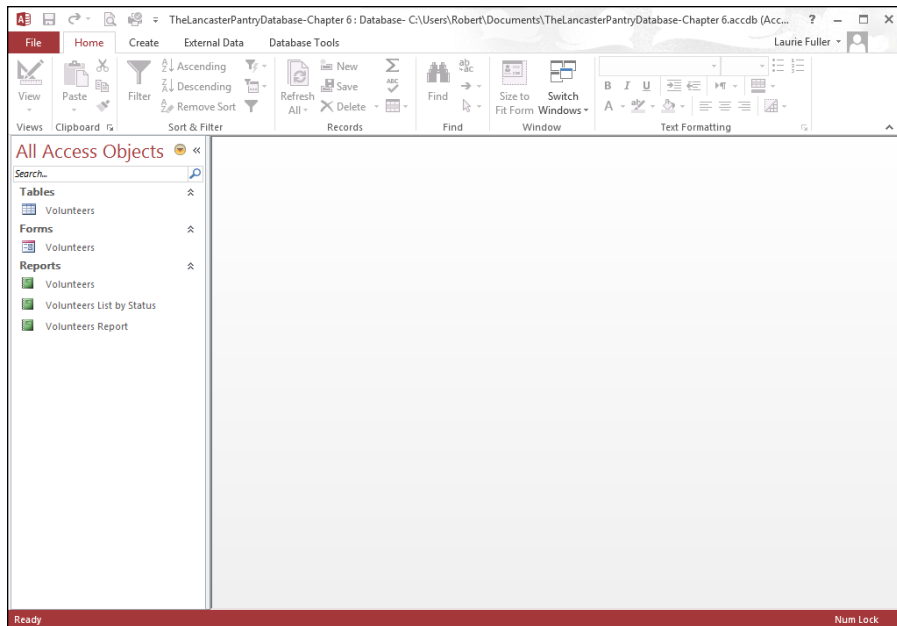 TheLancasterPantryDatabase-Chapter 6 : Database- C:\Users\Robert\Documents\TheLancasterPantryDatabase-Chapter 6.accdb (Acc... ?
File Home Create External Data Database Tools Laurie Fuller
View
Paste
Filter
Ascending
Descending
Remove Sort
Refresh
All
New
Save
Delete
Find
Size to
Fit Form
Switch
Windows
B I U
A
Views Clipboard Sort & Filter Records Find Window Text Formatting
All Access Objects
Search...
Tables
Volunteers
Forms
Volunteers
Reports
Volunteers
Volunteers List by Status
Volunteers Report
Ready Num Lock